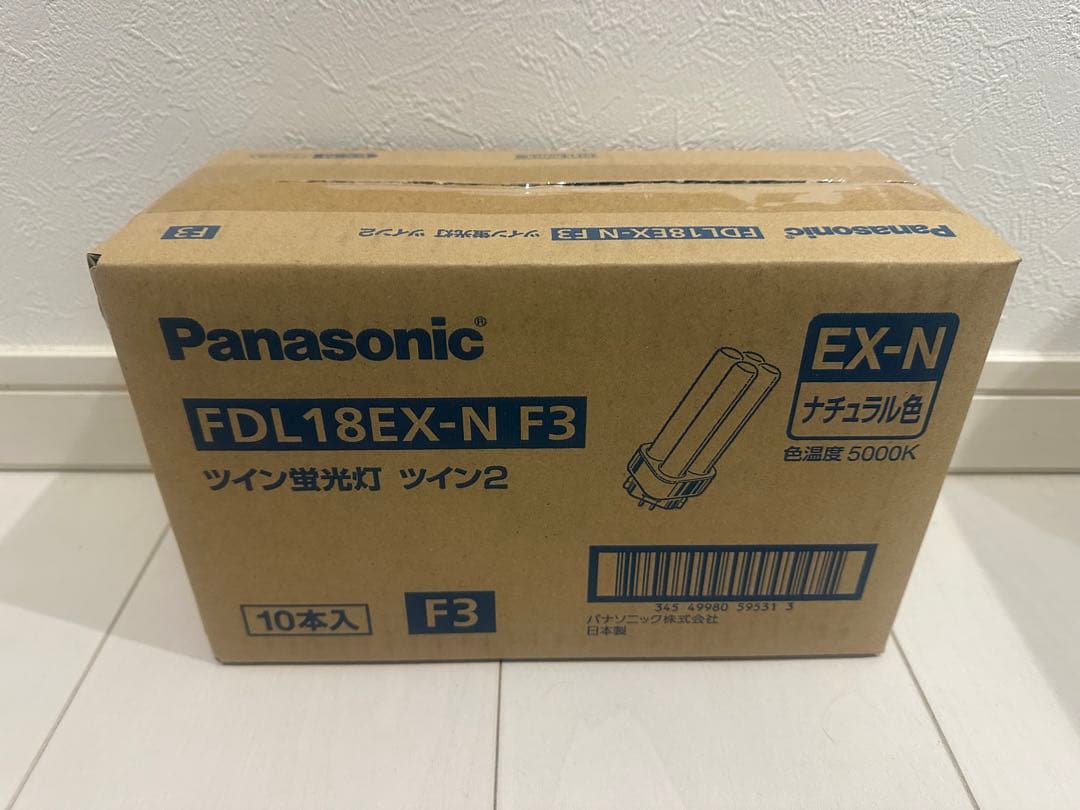 F3
ツイン蛍光灯 ツイン2
FDL18EX-N F3
Panasonic
Panasonic®
FDL18EX-N F3
ツイン蛍光灯 ツイン2
EX-N
ナチュラル色
色温度 5000K
10本入
F3
345 49980 59531 3
パナソニック株式会社
日本製